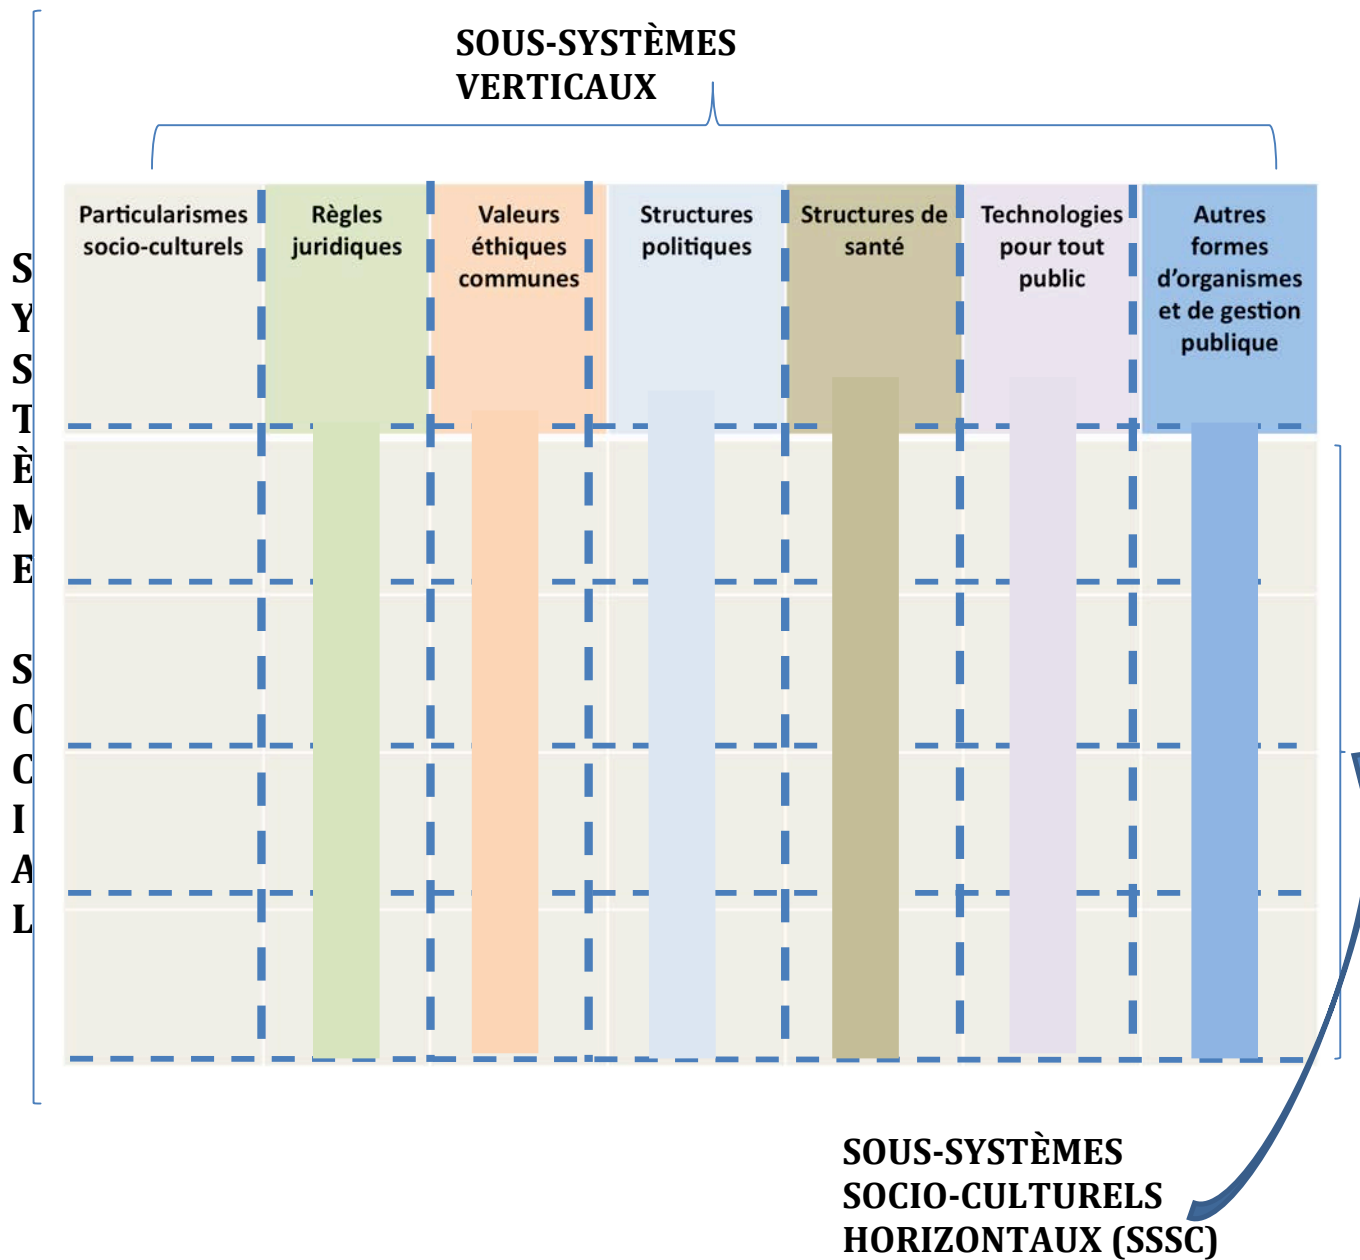 SOUS-SYSTÈMES
VERTICAUX
Particularismes
socio-culturels
Règles
juridiques
Valeurs
éthiques
communes
Structures
politiques
Structures de
santé
Technologies
pour tout
public
Autres
formes
d'organismes
et de gestion
publique
S
Y
S
T
È
M
E
S
O
C
I
A
L
SOUS-SYSTÈMES
SOCIO-CULTURELS
HORIZONTAUX (SSSC)